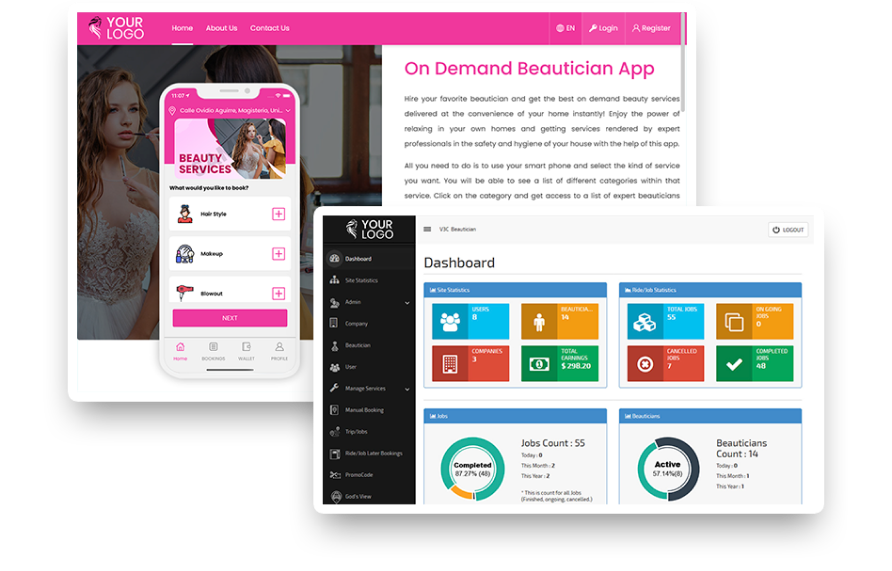 YOUR
LOGO
Home
About Us
Contact Us
EN
Login
Register
On Demand Beautician App
Hire your favorite beautician and get the best on demand beauty services
delivered at the convenience of your home instantly! Enjoy the power of
relaxing in your own homes and getting services rendered by expert
professionals in the safety and hygiene of your house with the help of this app.
All you need to do is to use your smart phone and select the kind of service
you want. You will be able to see a list of different categories within that
service. Click on the category and get access to a list of expert beauticians
11:07
Calle Ovidio Aguirre, Magisterio, Uni...
BEAUTY
SERVICES
What would you like to book?
Hair Style
Makeup
Blowout
NEXT
Home
BOOKINGS
WALLET
PROFILE
YOUR
LOGO
V3C Beautician
LOGOUT
Dashboard
Site Statistics
Admin
Company
Beautician
User
Manage Services
Manual Booking
Trip/Jobs
Ride/Job Later Bookings
PromoCode
God's View
Dashboard
Site Statistics
USERS
8
BEAUTICIA...
14
COMPANIES
3
TOTAL
EARNINGS
$ 298.20
Ride/Job Statistics
TOTAL JOBS
55
ON GOING
JOBS
0
CANCELLED
JOBS
7
COMPLETED
JOBS
48
Jobs
Completed
87.27% (48)
Jobs Count : 55
Today : 0
This Month : 2
This Year : 2
* This is count for all Jobs
(Finished, ongoing, cancelled.)
Beauticians
Active
57.14%(8)
Beauticians
Count : 14
Today : 0
This Month : 1
This Year : 1